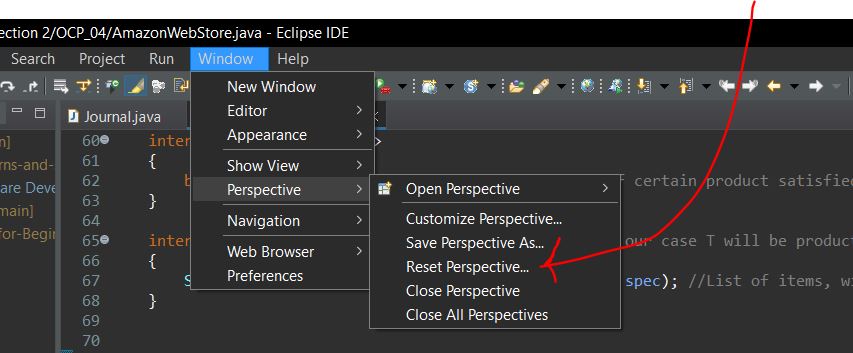 ection 2/OCP_04/AmazonWebStore.java - Eclipse IDE
Search Project Run Window Help
New Window
Editor
Appearance
Show View
Perspective
Navigation
Web Browser
Preferences
Open Perspective
Customize Perspective...
Save Perspective As...
Reset Perspective...
Close Perspective
Close All Perspectives
n]
rns-and-
are Deve
main]
for-Begin
Journal.java
60 inter >
61 {
62 b r certain product satisfied
63 }
64
65 inter our case T will be product
66 {
67 S spec); //List of items, wi
68 }
69
70